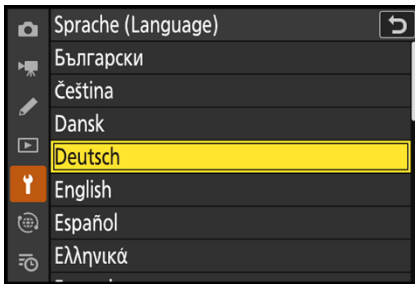 Sprache (Language)
Български
Čeština
Dansk
Deutsch
English
Español
Ελληνικά